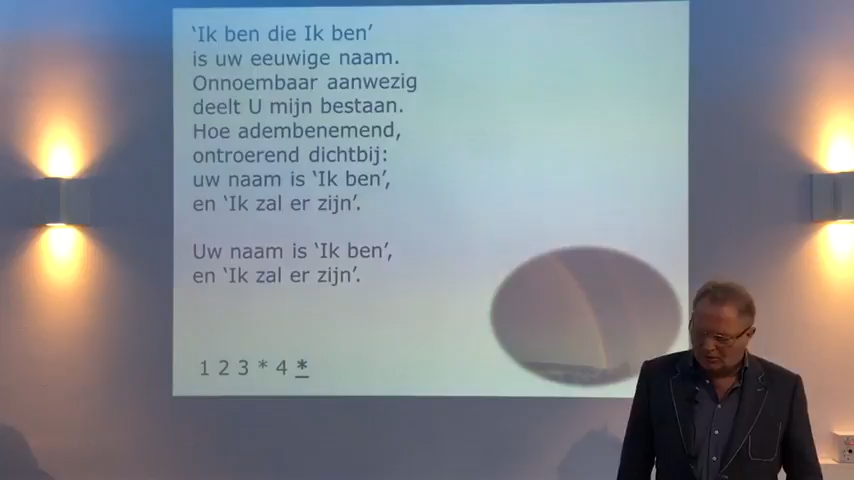 ‘Ik ben die Ik ben’
is uw eeuwige naam.
Onnoembaar aanwezig
deelt U mijn bestaan.
Hoe adembenemend,
ontroerend dichtbij:
uw naam is ‘Ik ben’,
en ‘Ik zal er zijn’.
Uw naam is ‘Ik ben’,
en ‘Ik zal er zijn’.
1 2 3 * 4 *